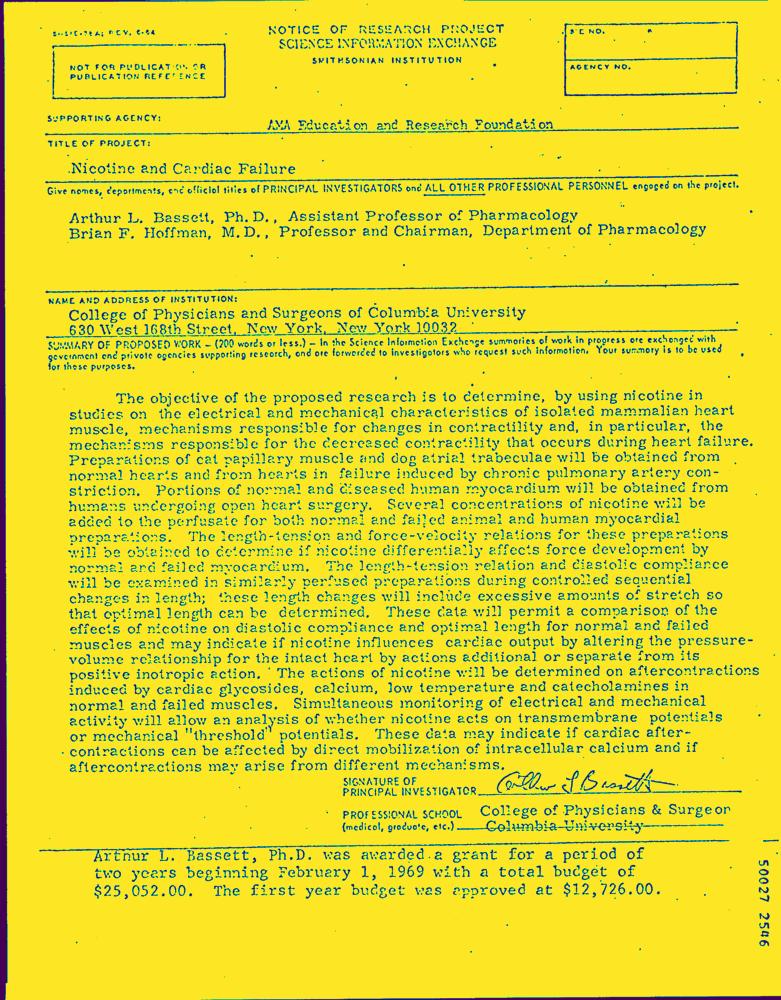 NOTICE OF RESEARCH PROJECT
SCIENCE INFORMATION EXCHANGE
SMITHSONIAN INSTITUTION
NOT FOR PUBLICATION OR
PUBLICATION REFERENCE
NO.
AGENCY NO.
SUPPORTING AGENCY:
AMA Education and Research Foundation
TITLE OF PROJECT:
Nicotine and Cardiac Failure
Give names, departments, and official titles of PRINCIPAL INVESTIGATORS and ALL OTHER PROFESSIONAL PERSONNEL engaged on the project.
Arthur L. Bassett, Ph.D., Assistant Professor of Pharmacology
Brian F. Hoffman, M.D., Professor and Chairman, Department of Pharmacology
NAME AND ADDRESS OF INSTITUTION:
College of Physicians and Surgeons of Columbia University
630 West 168th Street, New York, New York 10032
SUMMARY OF PROPOSED WORK – (200 words or less.) – In the Science Information Exchange summaries of work in progress are exchanged with
government and private agencies supporting research, and are forwarded to investigators who request such information. Your summary is to be used
for these purposes.
The objective of the proposed research is to determine, by using nicotine in
studies on the electrical and mechanical characteristics of isolated mammalian heart
muscle, mechanisms responsible for changes in contractility and, in particular, the
mechanisms responsible for the decreased contractility that occurs during heart failure.
Preparations of cat papillary muscle and dog atrial trabeculae will be obtained from
normal hearts and from hearts in failure induced by chronic pulmonary artery con-
striction. Portions of normal and diseased human myocardium will be obtained from
humans undergoing open heart surgery. Several concentrations of nicotine will be
added to the perfusate for both normal and failed animal and human myocardial
preparations. The length-tension and force-velocity relations for these preparations
will be obtained to determine if nicotine differentially affects force development by
normal and failed myocardium. The length-tension relation and diastolic compliance
will be examined in similarly perfused preparations during controlled sequential
changes in length; these length changes will include excessive amounts of stretch so
that optimal length can be determined. These data will permit a comparison of the
effects of nicotine on diastolic compliance and optimal length for normal and failed
muscles and may indicate if nicotine influences cardiac output by altering the pressure-
volume relationship for the intact heart by actions additional or separate from its
positive inotropic action. The actions of nicotine will be determined on aftercontractions
induced by cardiac glycosides, calcium, low temperature and catecholamines in
normal and failed muscles. Simultaneous monitoring of electrical and mechanical
activity will allow an analysis of whether nicotine acts on transmembrane potentials
or mechanical "threshold" potentials. These data may indicate if cardiac after-
contractions can be affected by direct mobilization of intracellular calcium and if
aftercontractions may arise from different mechanisms.
SIGNATURE OF
PRINCIPAL INVESTIGATOR Arthur L Bassett
PROFESSIONAL SCHOOL College of Physicians & Surgeon
(medical, graduate, etc.) Columbia University
Arthur L. Bassett, Ph.D. was awarded a grant for a period of
two years beginning February 1, 1969 with a total budget of
$25,052.00. The first year budget was approved at $12,726.00.
50027 2546